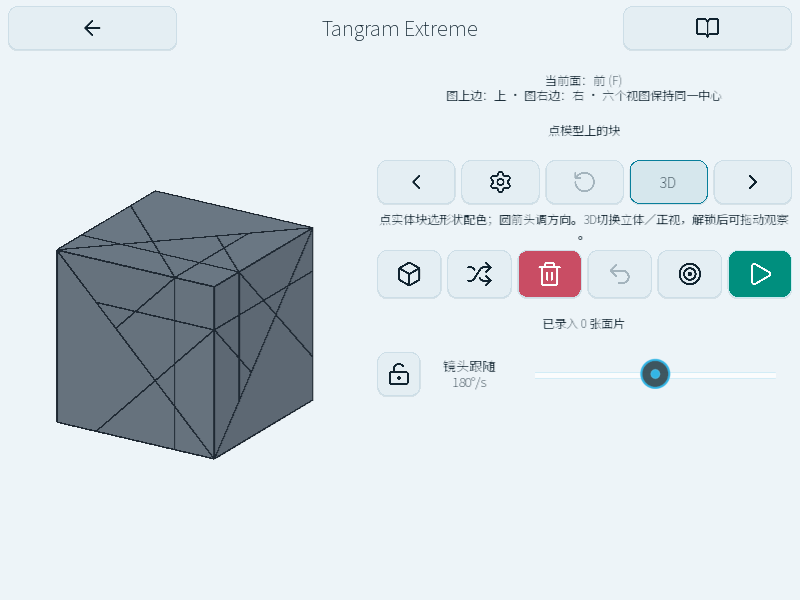 Tangram Extreme
当前面：前 (F)
图上边：上 · 图右边：右 · 六个视图保持同一中心
点模型上的块
3D
点实体块选形状配色；圆箭头调方向。3D切换立体／正视，解锁后可拖动观察
。
已录入 0 张面片
镜头跟随
180°/s